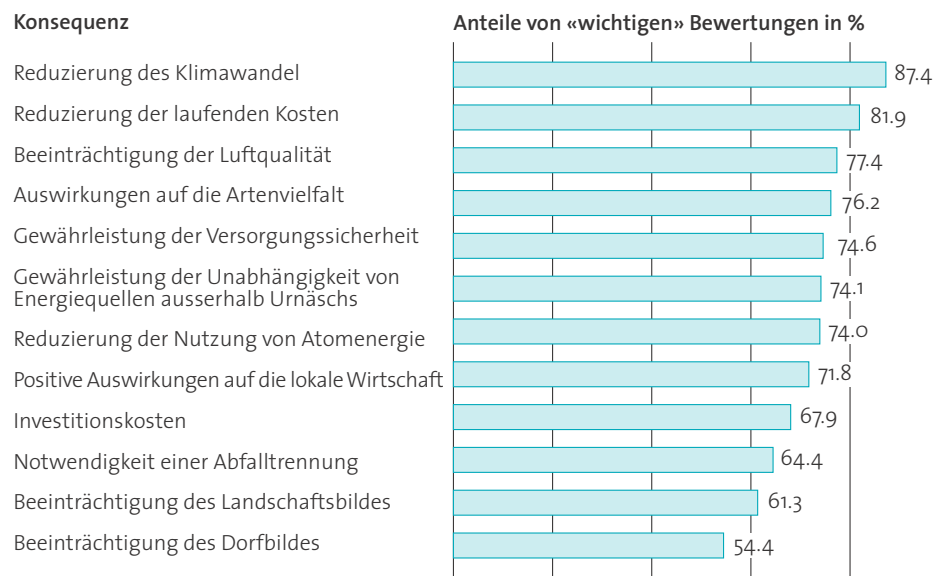 Konsequenz Anteile von «wichtigen» Bewertungen in %
Reduzierung des Klimawandel 87.4
Reduzierung der laufenden Kosten 81.9
Beeinträchtigung der Luftqualität 77.4
Auswirkungen auf die Artenvielfalt 76.2
Gewährleistung der Versorgungssicherheit 74.6
Gewährleistung der Unabhängigkeit von
Energiequellen ausserhalb Urnäschs 74.1
Reduzierung der Nutzung von Atomenergie 74.0
Positive Auswirkungen auf die lokale Wirtschaft 71.8
Investitionskosten 67.9
Notwendigkeit einer Abfalltrennung 64.4
Beeinträchtigung des Landschaftsbildes 61.3
Beeinträchtigung des Dorfbildes 54.4